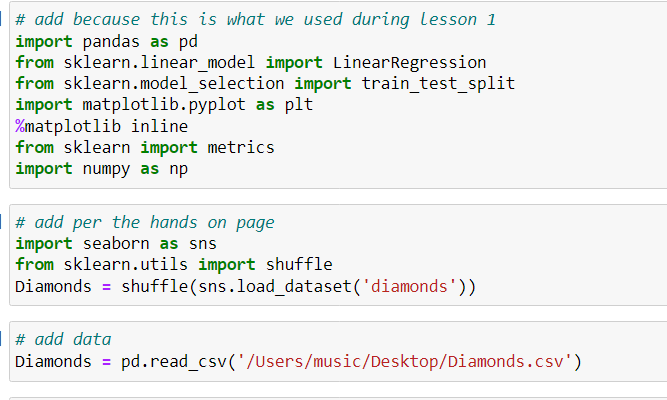 # add because this is what we used during lesson 1
import pandas as pd
from sklearn.linear_model import LinearRegression
from sklearn.model_selection import train_test_split
import matplotlib.pyplot as plt
%matplotlib inline
from sklearn import metrics
import numpy as np
# add per the hands on page
import seaborn as sns
from sklearn.utils import shuffle
Diamonds = shuffle(sns.load_dataset('diamonds'))
# add data
Diamonds = pd.read_csv('/Users/music/Desktop/Diamonds.csv')